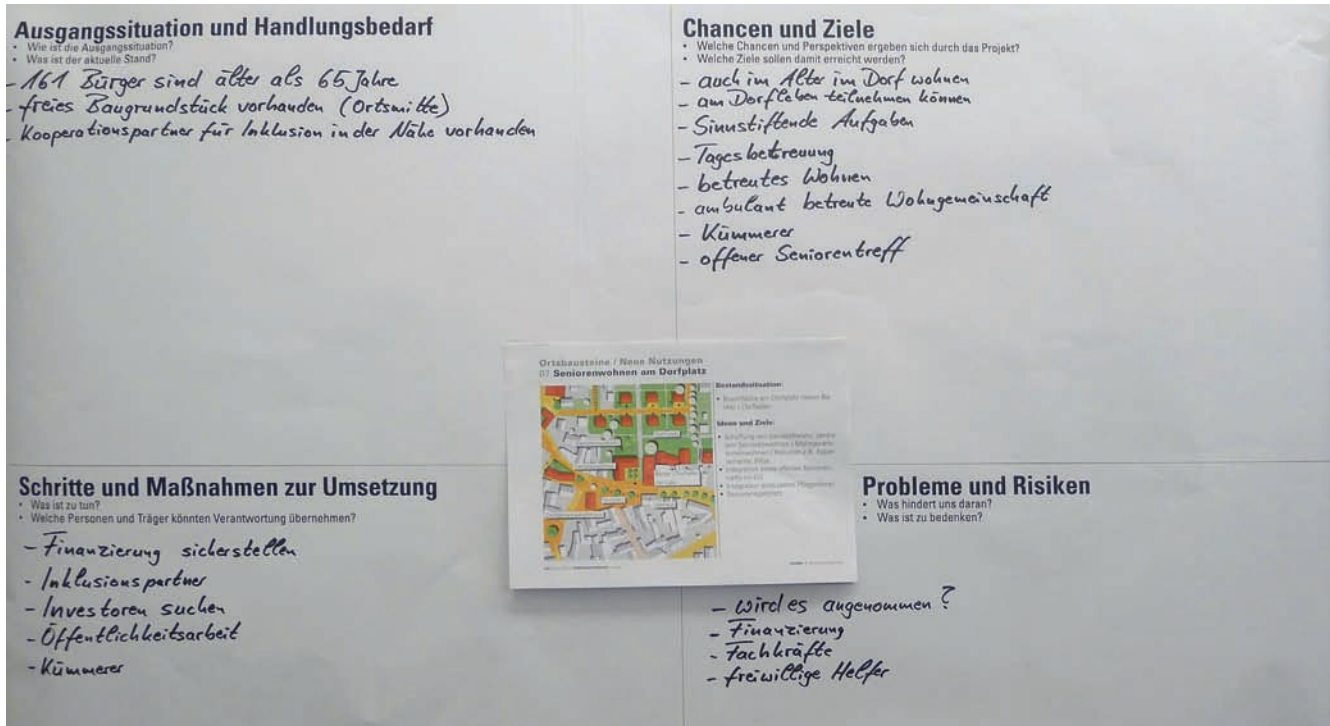 Ausgangssituation und Handlungsbedarf
• Wie ist die Ausgangssituation?
• Was ist der aktuelle Stand?
- 161 Bürger sind älter als 65 Jahre
- freies Baugrundstück vorhanden (Ortsmitte)
- Kooperationspartner für Inklusion in der Nähe vorhanden
Chancen und Ziele
• Welche Chancen und Perspektiven ergeben sich durch das Projekt?
• Welche Ziele sollen damit erreicht werden?
- auch im Alter im Dorf wohnen
- am Dorfleben teilnehmen können
- Sinnstiftende Aufgaben
- Tagesbetreuung
- betreutes Wohnen
- ambulant betreute Wohngemeinschaft
- Kümmerer
- offener Seniorentreff
Ortsbausteine / Neue Nutzungen
07 Seniorenwohnen am Dorfplatz
Bestandssituation:
Ideen und Ziele:
Schritte und Maßnahmen zur Umsetzung
• Was ist zu tun?
• Welche Personen und Träger könnten Verantwortung übernehmen?
- Finanzierung sicherstellen
- Inklusionspartner
- Investoren suchen
- Öffentlichkeitsarbeit
- Kümmerer
Probleme und Risiken
• Was hindert uns daran?
• Was ist zu bedenken?
- wird es angenommen?
- Finanzierung
- Fachkräfte
- freiwillige Helfer